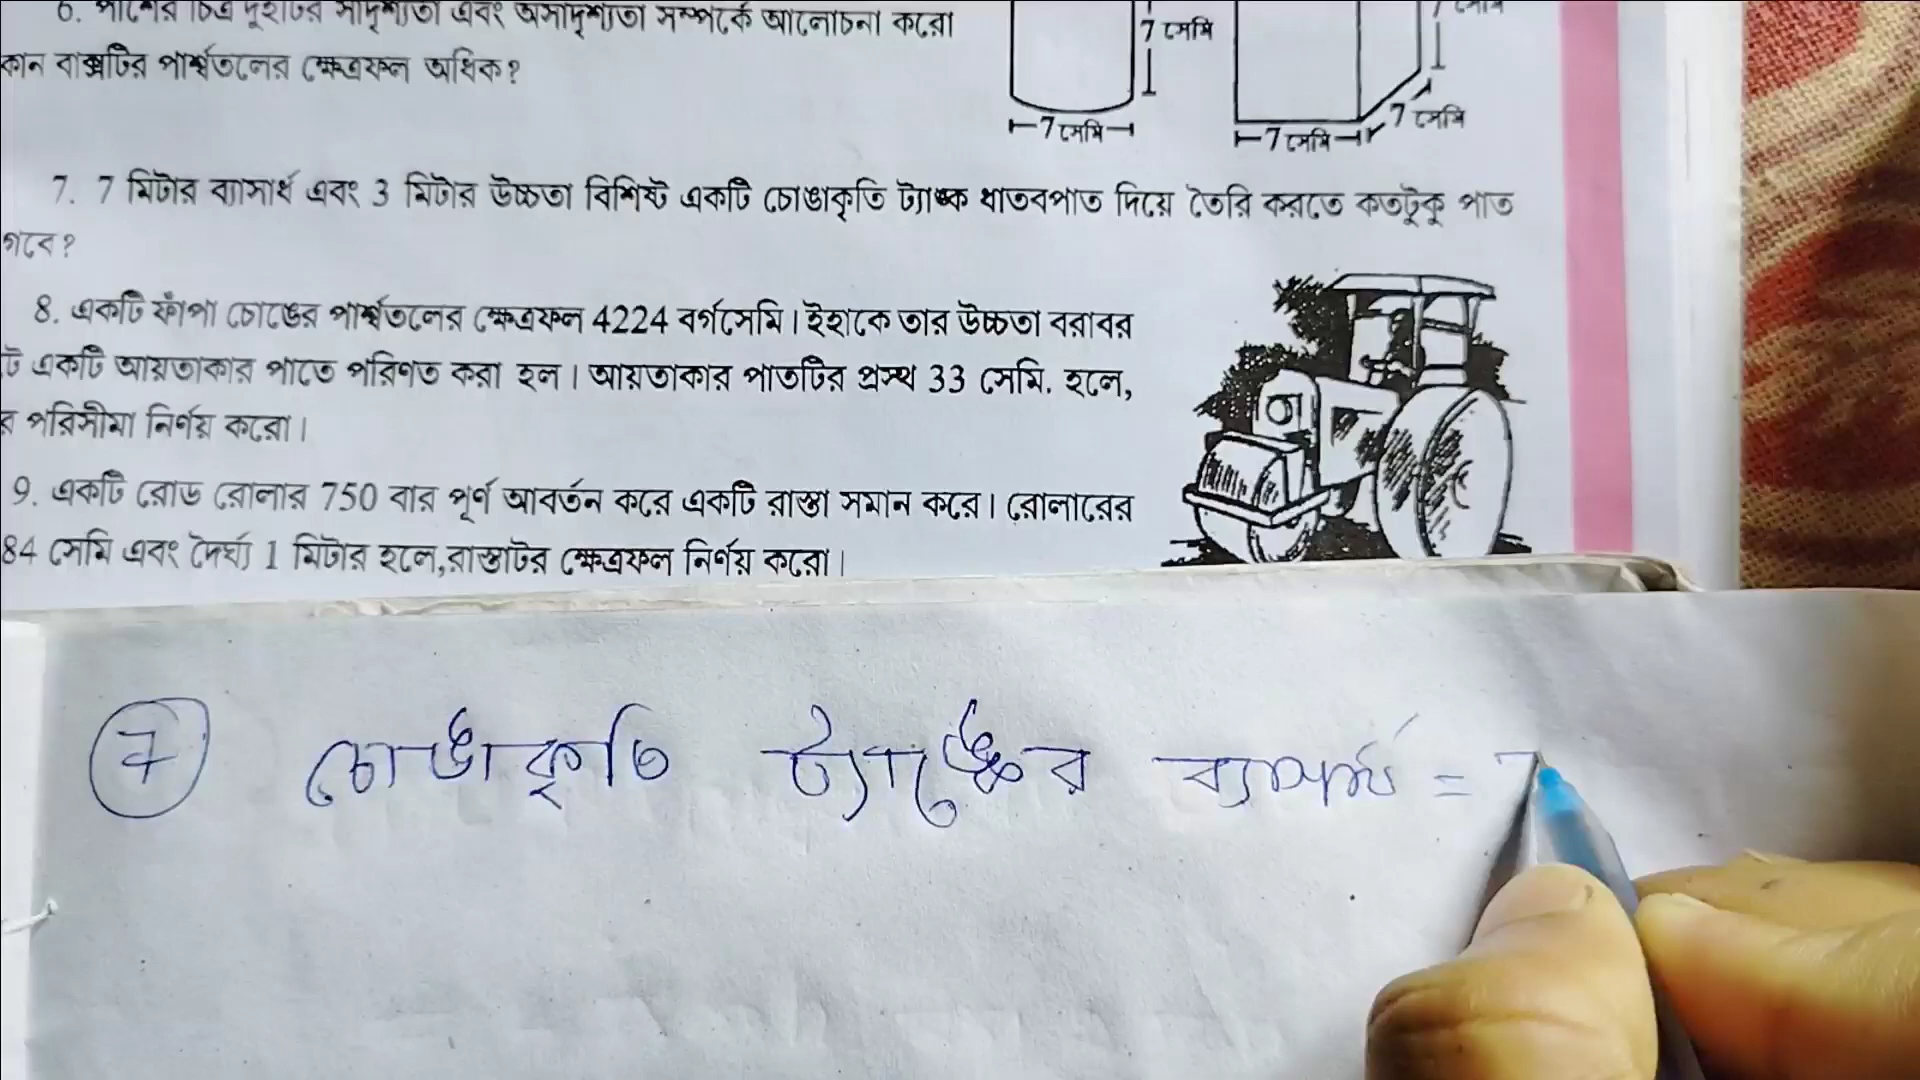 6. পাশের চিত্র দুইটির সাদৃশ্যতা এবং অসাদৃশ্যতা সম্পর্কে আলোচনা করো
কোন বাক্সটির পার্শ্বতলের ক্ষেত্রফল অধিক?
7 সেমি
7 সেমি
7 সেমি
7 সেমি
7 সেমি
7. 7 মিটার ব্যাসার্ধ এবং 3 মিটার উচ্চতা বিশিষ্ট একটি চোঙাকৃতি ট্যাঙ্ক ধাতবপাত দিয়ে তৈরি করতে কতটুকু পাত
গবে?
8. একটি ফাঁপা চোঙের পার্শ্বতলের ক্ষেত্রফল 4224 বর্গসেমি। ইহাকে তার উচ্চতা বরাবর
একটি আয়তাকার পাতে পরিণত করা হল। আয়তাকার পাতটির প্রস্থ 33 সেমি. হলে,
র পরিসীমা নির্ণয় করো।
9. একটি রোড রোলার 750 বার পূর্ণ আবর্তন করে একটি রাস্তা সমান করে। রোলারের
84 সেমি এবং দৈর্ঘ্য 1 মিটার হলে,রাস্তাটর ক্ষেত্রফল নির্ণয় করো।
7 চোঙাকৃতি ট্যাঙ্কের ব্যাসার্ধ =